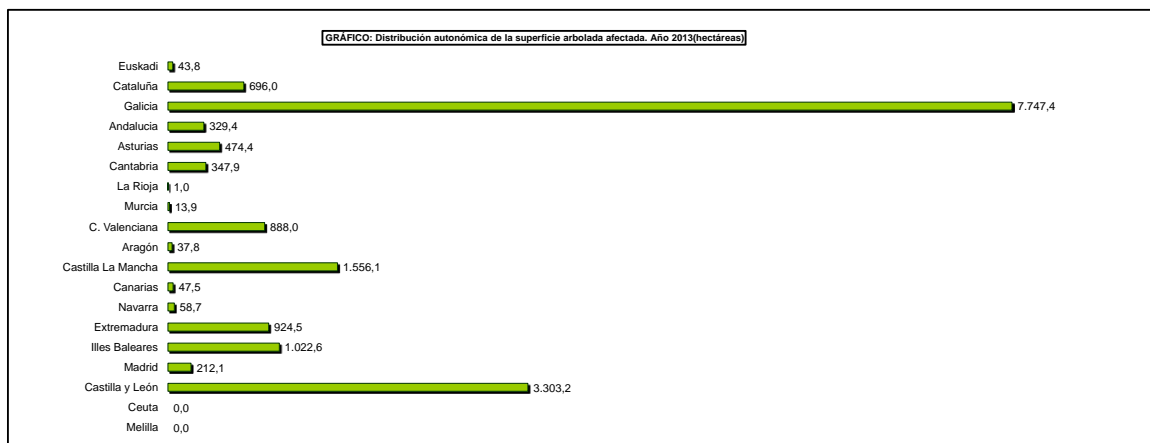 GRÁFICO: Distribución autonómica de la superficie arbolada afectada. Año 2013(hectáreas)
Euskadi 43,8
Cataluña 696,0
Galicia 7.747,4
Andalucia 329,4
Asturias 474,4
Cantabria 347,9
La Rioja 1,0
Murcia 13,9
C. Valenciana 888,0
Aragón 37,8
Castilla La Mancha 1.556,1
Canarias 47,5
Navarra 58,7
Extremadura 924,5
Illes Baleares 1.022,6
Madrid 212,1
Castilla y León 3.303,2
Ceuta 0,0
Melilla 0,0